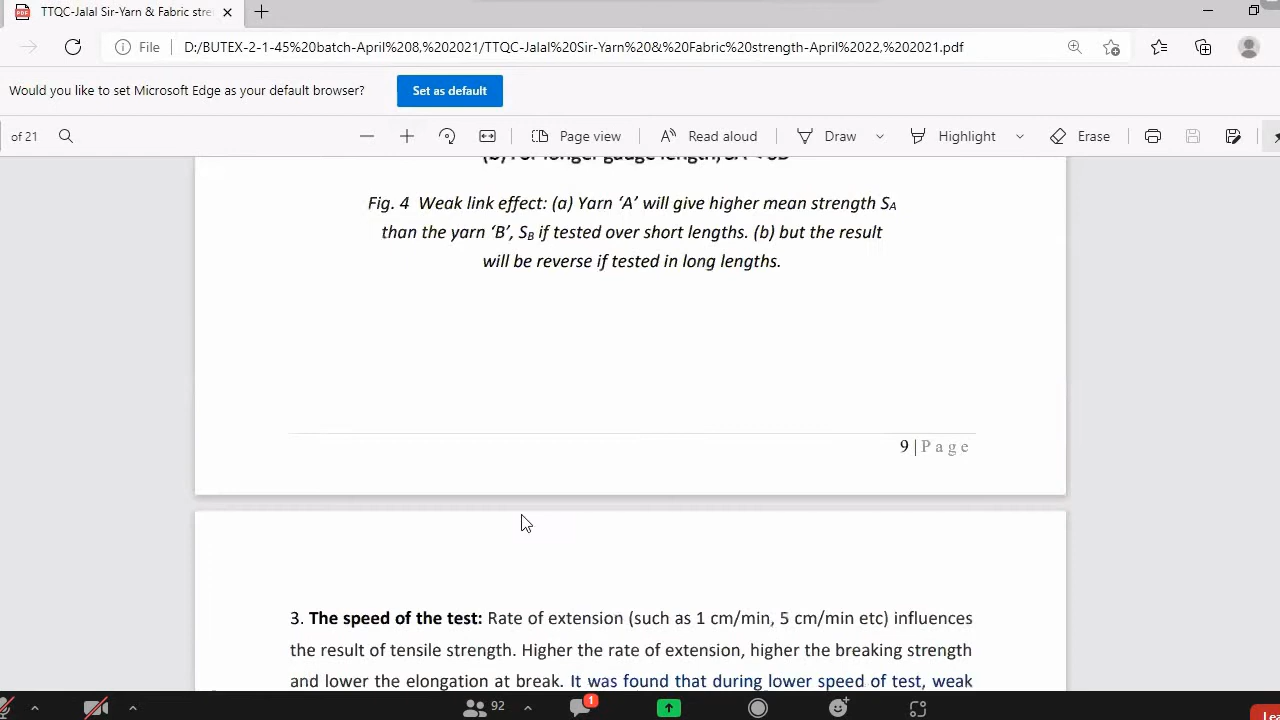 TTQC-Jalal Sir-Yarn & Fabric stre
File D:/BUTEX-2-1-45%20batch-April%208,%202021/TTQC-Jalal%20Sir-Yarn%20&%20Fabric%20strength-April%2022,%202021.pdf
Would you like to set Microsoft Edge as your default browser? Set as default
of 21 Page view Read aloud Draw Highlight Erase
(b) For longer gauge length,
Fig. 4 Weak link effect: (a) Yarn ‘A’ will give higher mean strength SA
than the yarn ‘B’, SB if tested over short lengths. (b) but the result
will be reverse if tested in long lengths.
9|Page
3. The speed of the test: Rate of extension (such as 1 cm/min, 5 cm/min etc) influences
the result of tensile strength. Higher the rate of extension, higher the breaking strength
and lower the elongation at break. It was found that during lower speed of test, weak
92 1